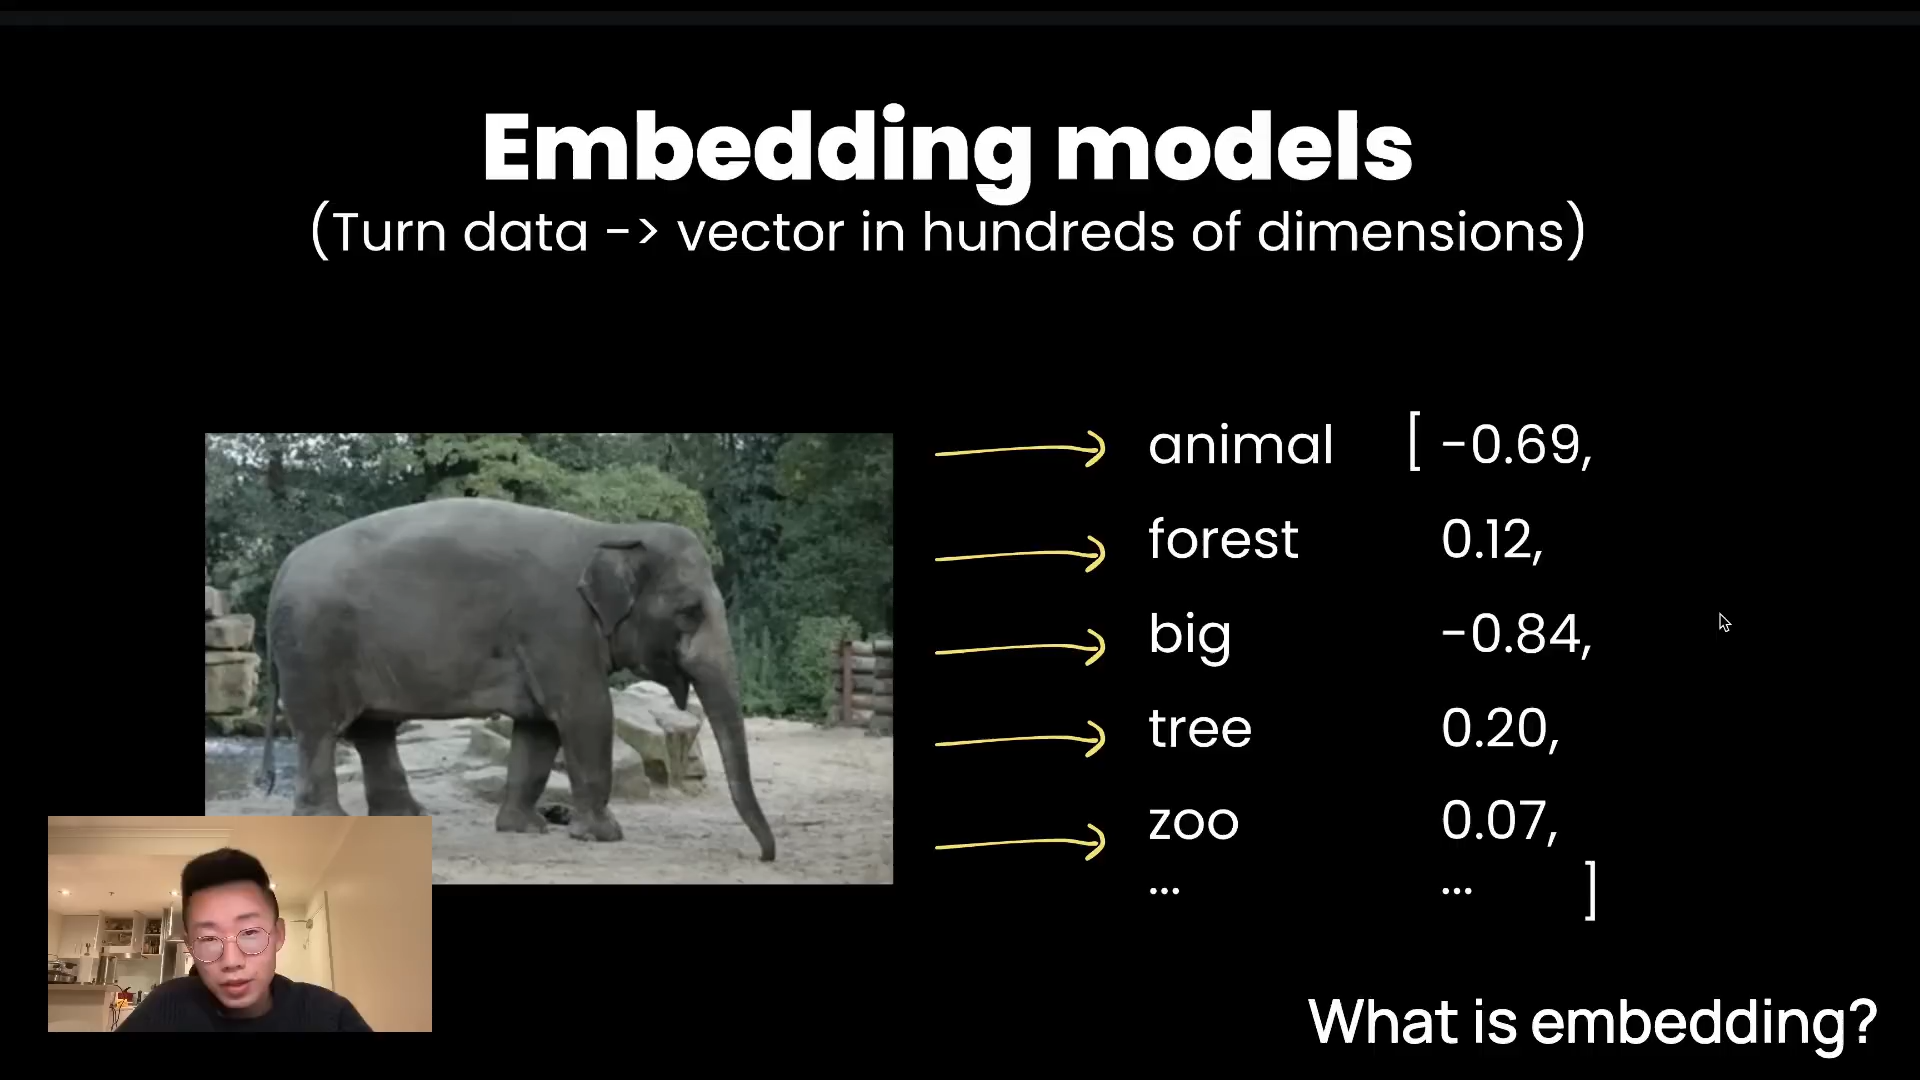 Embedding models
(Turn data -> vector in hundreds of dimensions)
animal [ -0.69,
forest 0.12,
big -0.84,
tree 0.20,
zoo 0.07,
... ... ]
What is embedding?